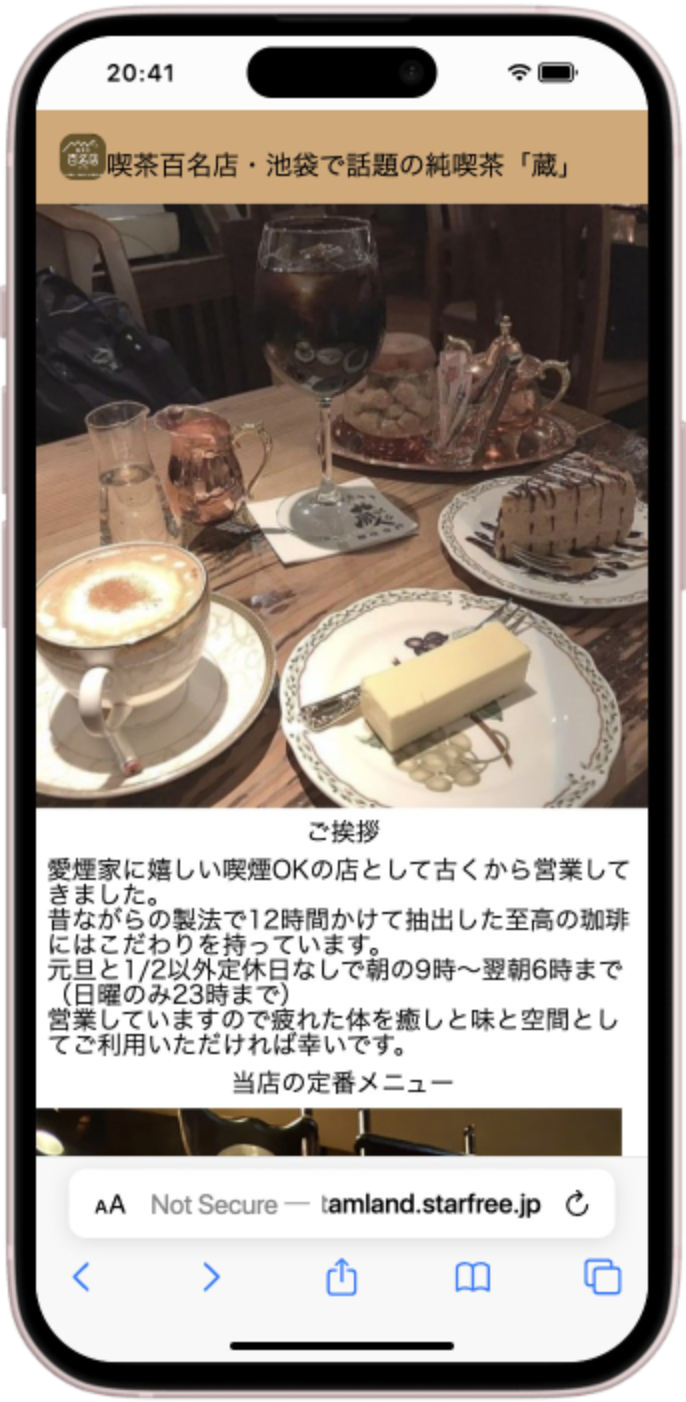 20:41
百名店
喫茶百名店・池袋で話題の純喫茶「蔵」
蔵
ご挨拶
愛煙家に嬉しい喫煙OKの店として古くから営業して
きました。
昔ながらの製法で12時間かけて抽出した至高の珈琲
にはこだわりを持っています。
元旦と1/2以外定休日なしで朝の9時〜翌朝6時まで
（日曜のみ23時まで）
営業していますので疲れた体を癒しと味と空間とし
てご利用いただければ幸いです。
当店の定番メニュー
AA Not Secure — tamland.starfree.jp